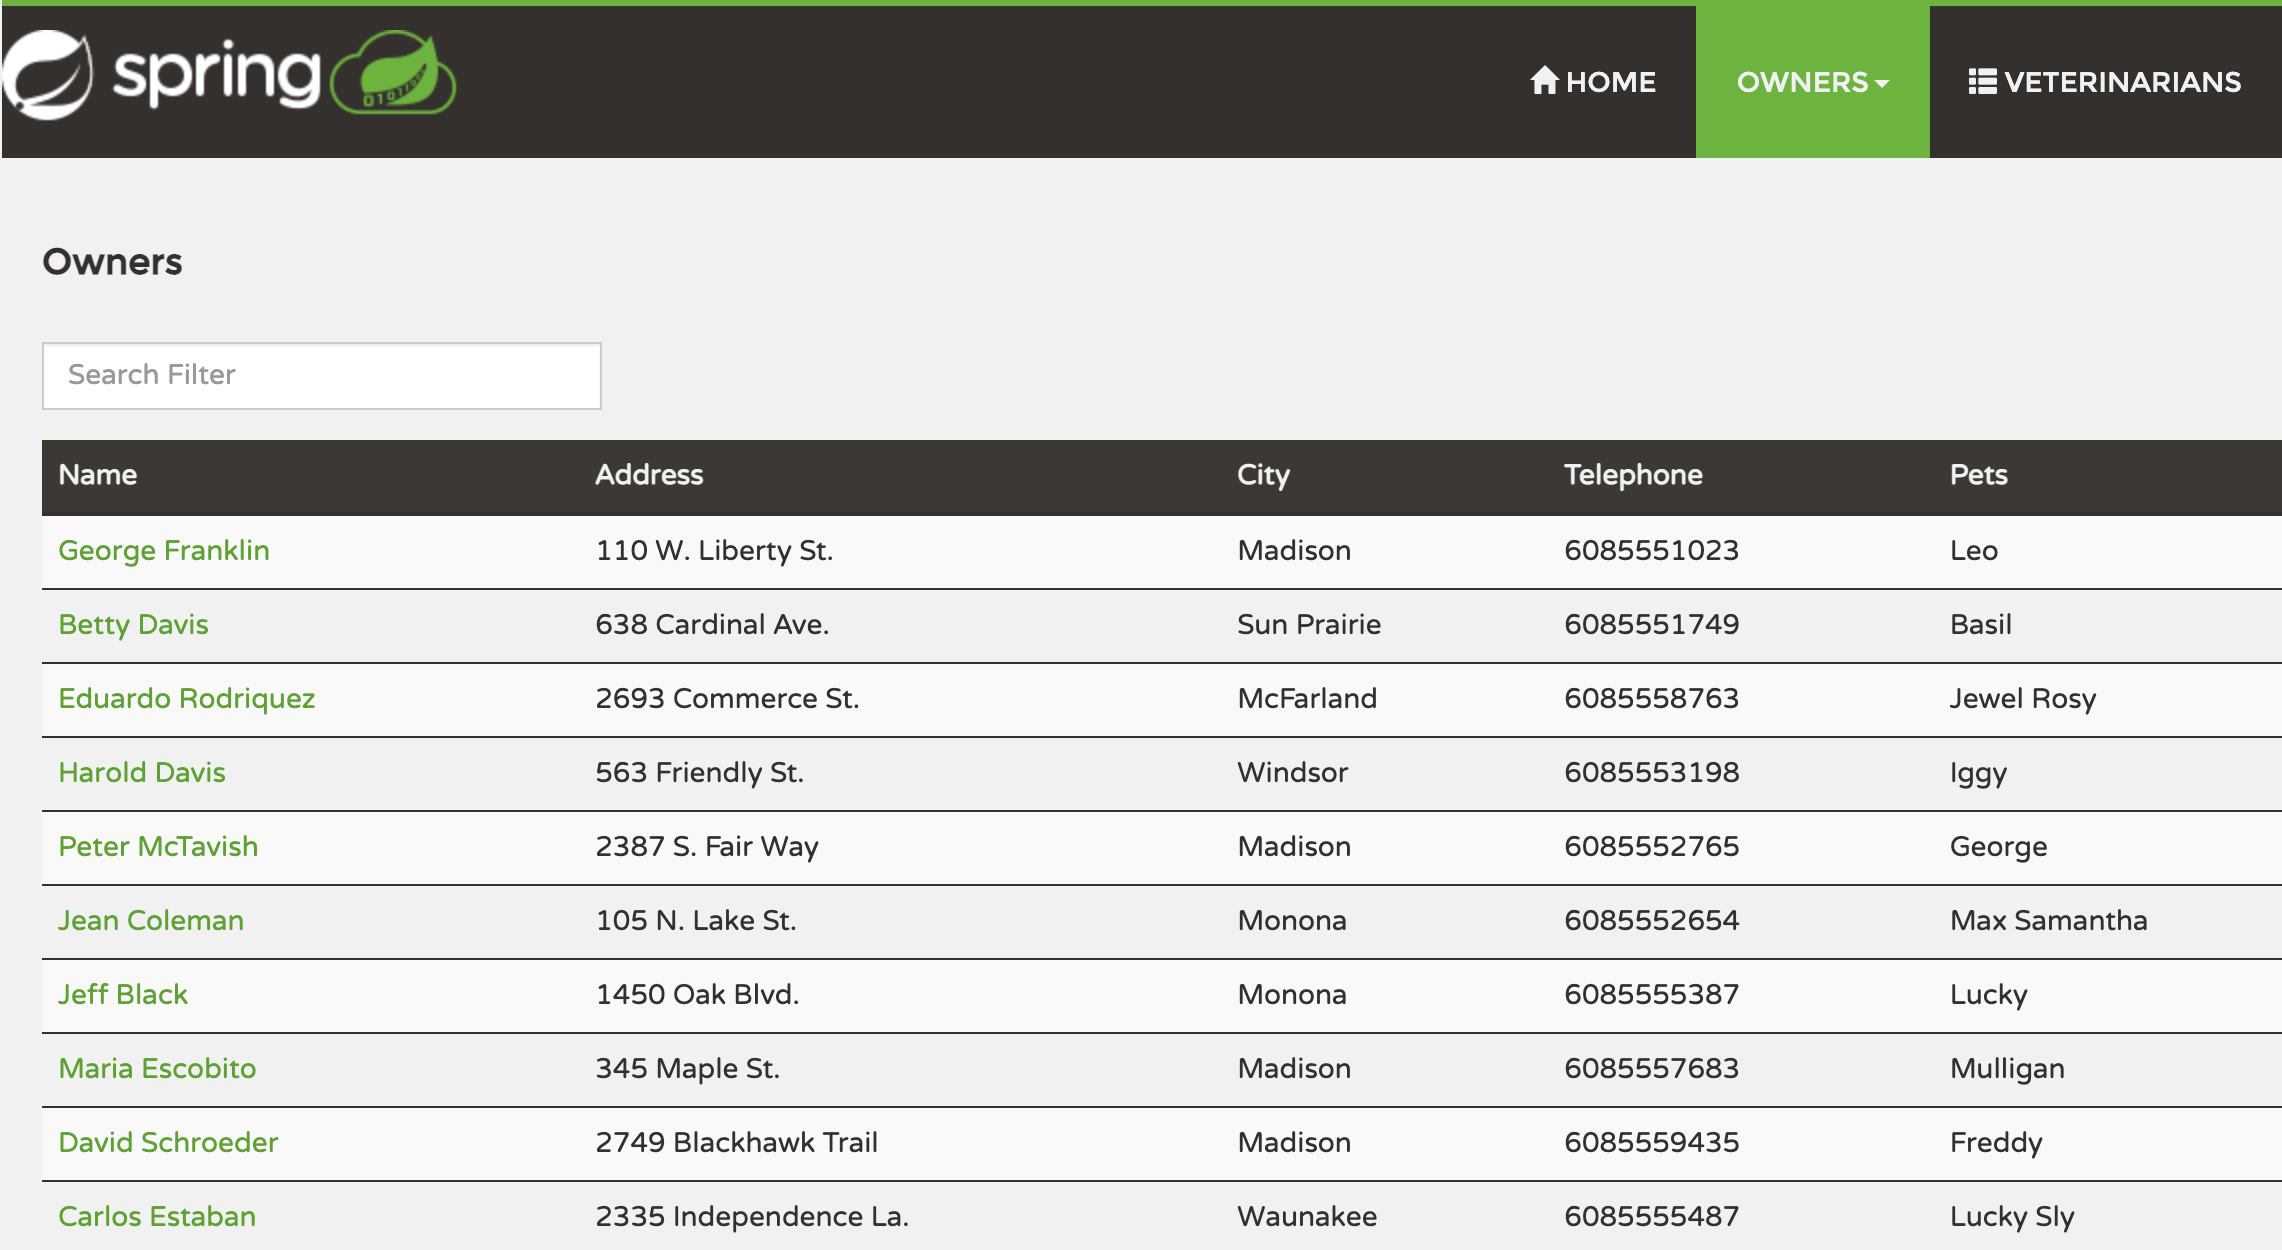 spring
HOME OWNERS VETERINARIANS
Owners
Search Filter
Name Address City Telephone Pets
George Franklin 110 W. Liberty St. Madison 6085551023 Leo
Betty Davis 638 Cardinal Ave. Sun Prairie 6085551749 Basil
Eduardo Rodriquez 2693 Commerce St. McFarland 6085558763 Jewel Rosy
Harold Davis 563 Friendly St. Windsor 6085553198 Iggy
Peter McTavish 2387 S. Fair Way Madison 6085552765 George
Jean Coleman 105 N. Lake St. Monona 6085552654 Max Samantha
Jeff Black 1450 Oak Blvd. Monona 6085555387 Lucky
Maria Escobito 345 Maple St. Madison 6085557683 Mulligan
David Schroeder 2749 Blackhawk Trail Madison 6085559435 Freddy
Carlos Estaban 2335 Independence La. Waunakee 6085555487 Lucky Sly